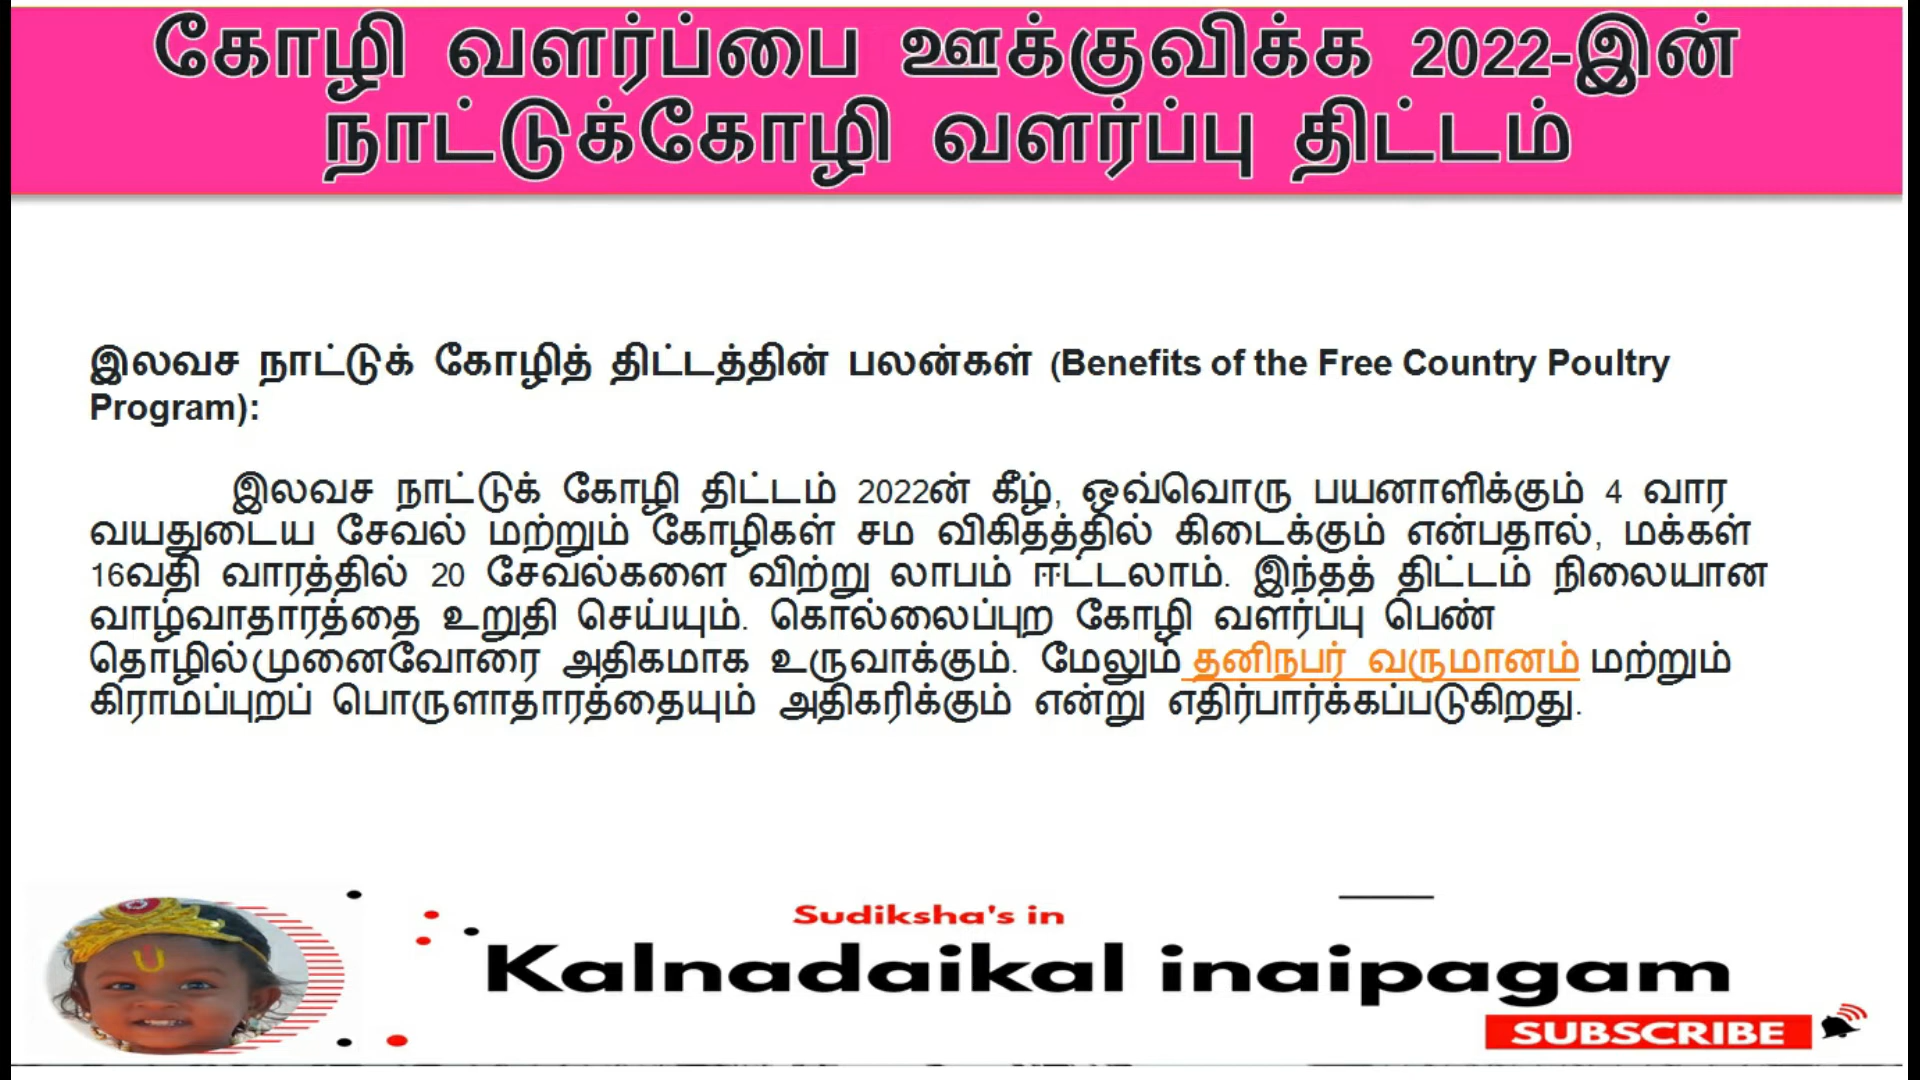 கோழி வளர்ப்பை ஊக்குவிக்க 2022-இன்
நாட்டுக்கோழி வளர்ப்பு திட்டம்
இலவச நாட்டுக் கோழித் திட்டத்தின் பலன்கள் (Benefits of the Free Country Poultry
Program):
இலவச நாட்டுக் கோழி திட்டம் 2022ன் கீழ், ஒவ்வொரு பயனாளிக்கும் 4 வார
வயதுடைய சேவல் மற்றும் கோழிகள் சம விகிதத்தில் கிடைக்கும் என்பதால், மக்கள்
16வதி வாரத்தில் 20 சேவல்களை விற்று லாபம் ஈட்டலாம். இந்தத் திட்டம் நிலையான
வாழ்வாதாரத்தை உறுதி செய்யும். கொல்லைப்புற கோழி வளர்ப்பு பெண்
தொழில்முனைவோரை அதிகமாக உருவாக்கும். மேலும் தனிநபர் வருமானம் மற்றும்
கிராமப்புறப் பொருளாதாரத்தையும் அதிகரிக்கும் என்று எதிர்பார்க்கப்படுகிறது.
Sudiksha's in
Kalnadaikal inaipagam
SUBSCRIBE